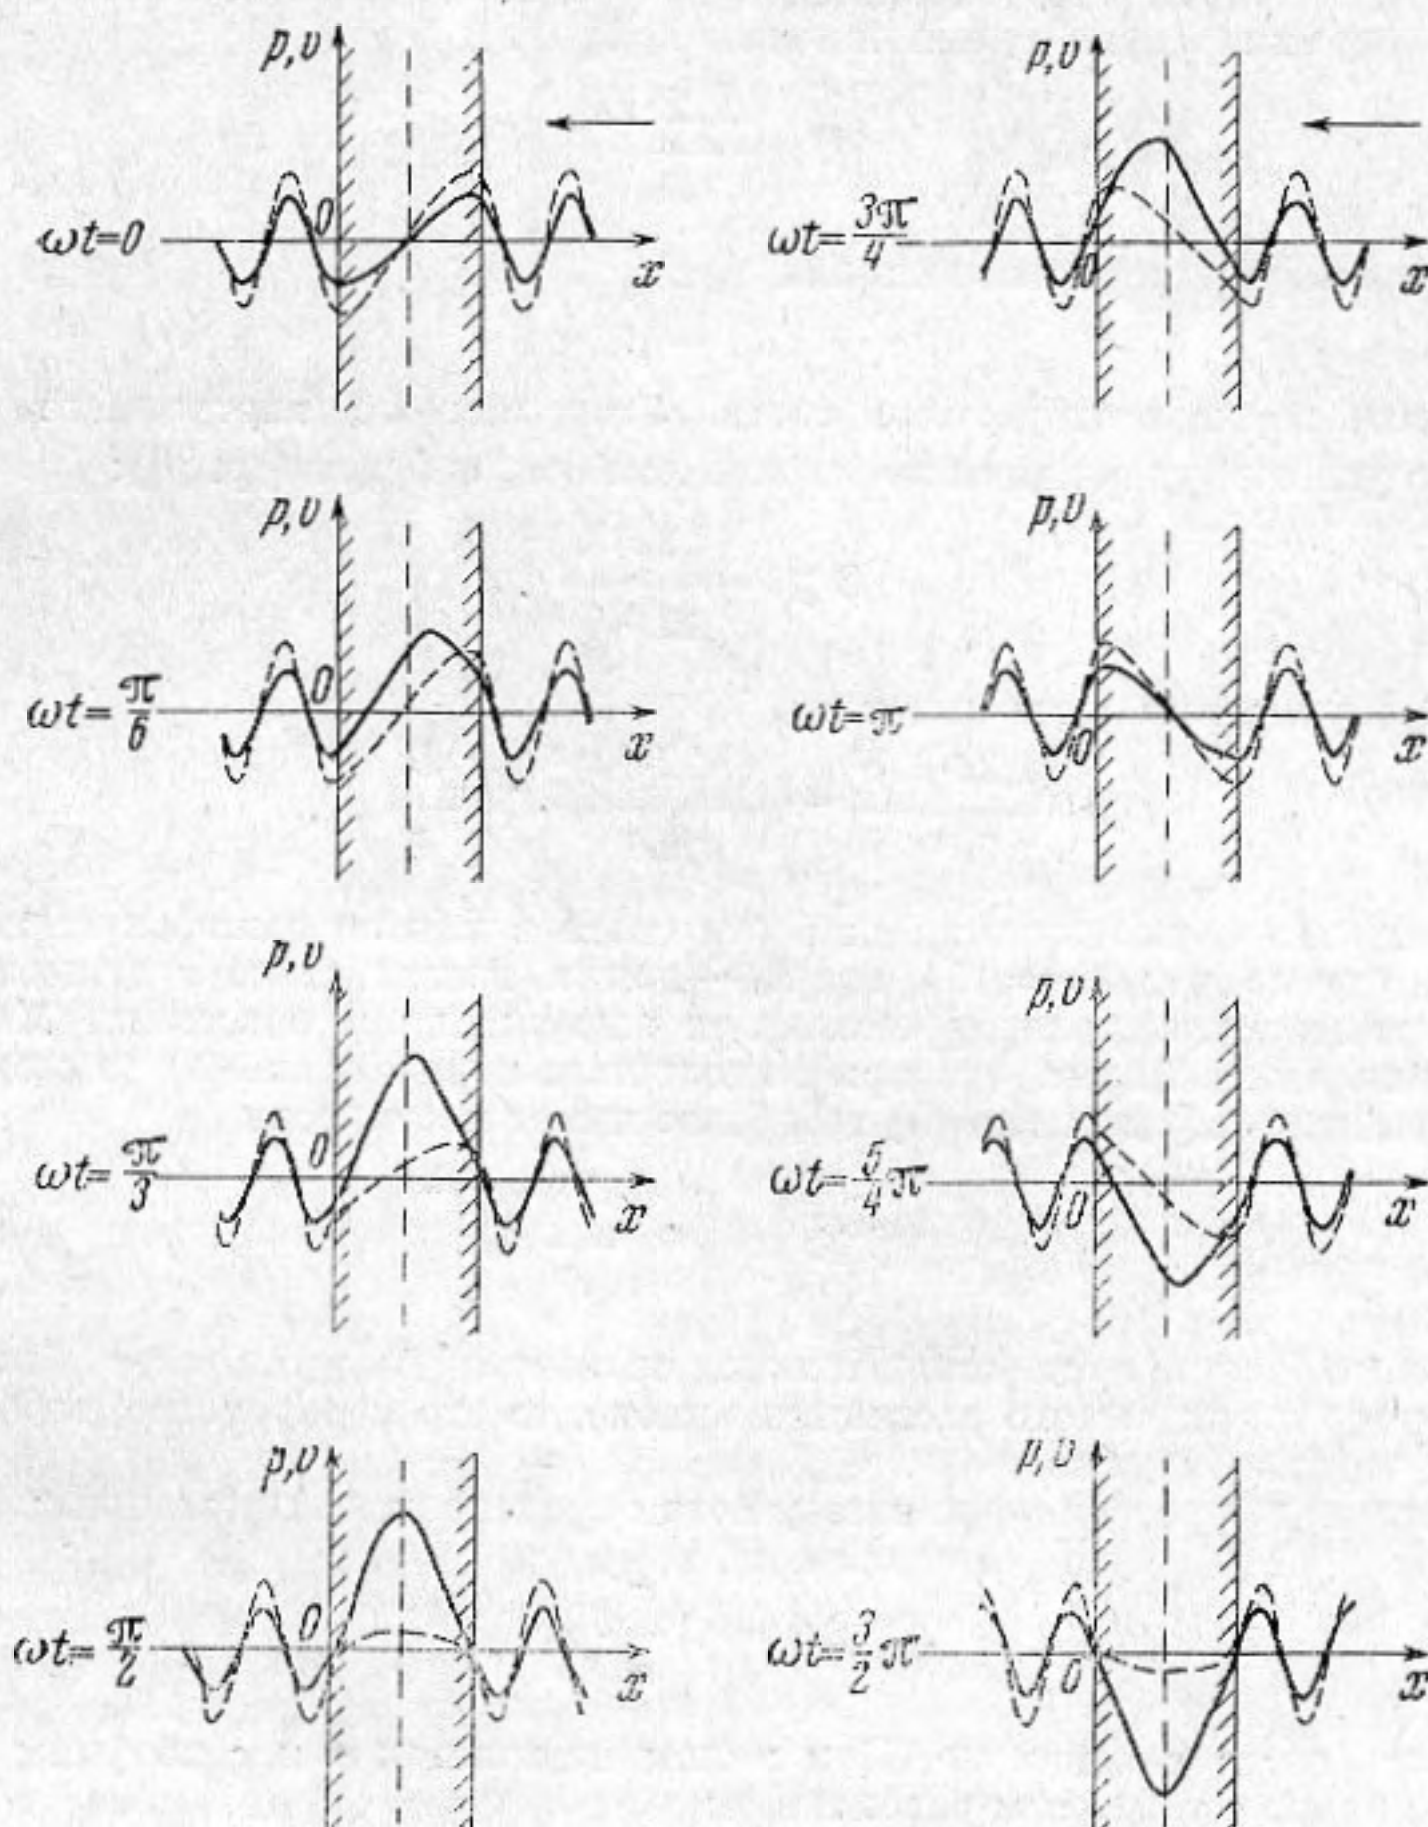 p,υ
ωt=0
0
x
p,υ
ωt=3π/4
0
x
p,υ
ωt=π/6
0
x
p,υ
ωt=π
0
x
p,υ
ωt=π/3
0
x
p,υ
ωt=5/4π
0
x
p,υ
ωt=π/2
0
x
p,υ
ωt=3/2π
0
x